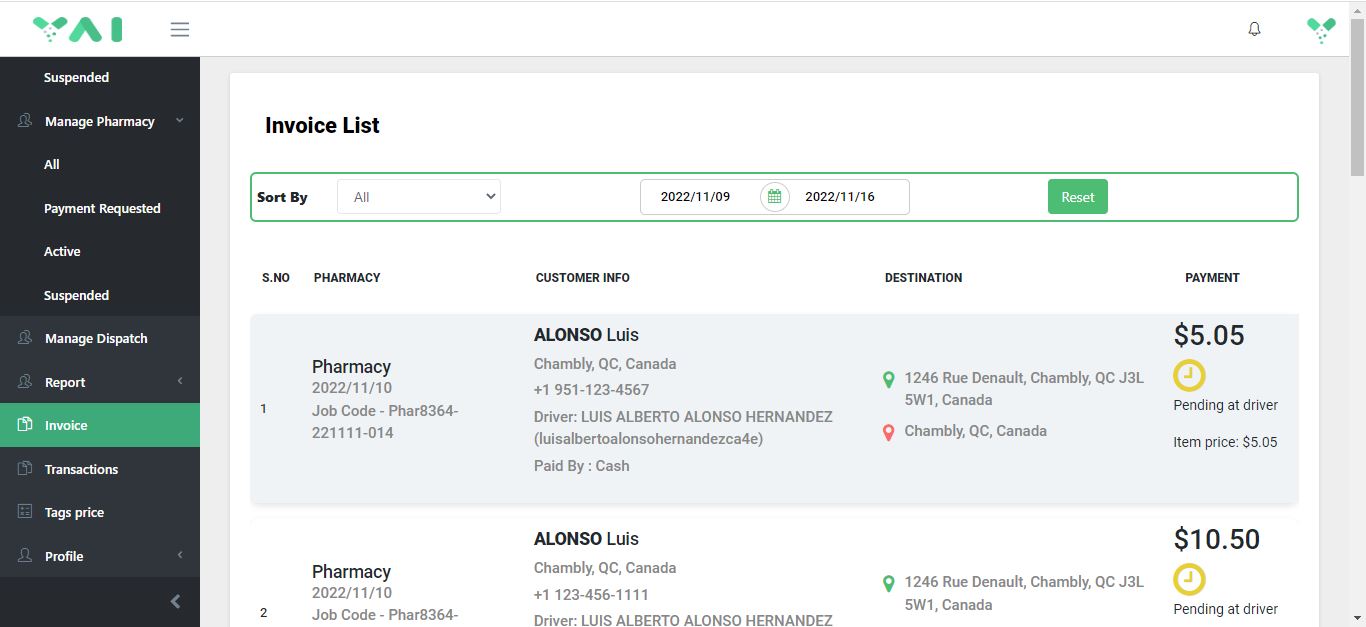 YAI
Suspended
Manage Pharmacy
All
Payment Requested
Active
Suspended
Manage Dispatch
Report
Invoice
Transactions
Tags price
Profile
Invoice List
Sort By All 2022/11/09 2022/11/16 Reset
S.NO PHARMACY CUSTOMER INFO DESTINATION PAYMENT
1
Pharmacy
2022/11/10
Job Code - Phar8364-
221111-014
ALONSO Luis
Chambly, QC, Canada
+1 951-123-4567
Driver: LUIS ALBERTO ALONSO HERNANDEZ
(luisalbertoalonsohernandezca4e)
Paid By : Cash
1246 Rue Denault, Chambly, QC J3L
5W1, Canada
Chambly, QC, Canada
$5.05
Pending at driver
Item price: $5.05
2
Pharmacy
2022/11/10
Job Code - Phar8364-
ALONSO Luis
Chambly, QC, Canada
+1 123-456-1111
Driver: LUIS ALBERTO ALONSO HERNANDEZ
1246 Rue Denault, Chambly, QC J3L
5W1, Canada
$10.50
Pending at driver